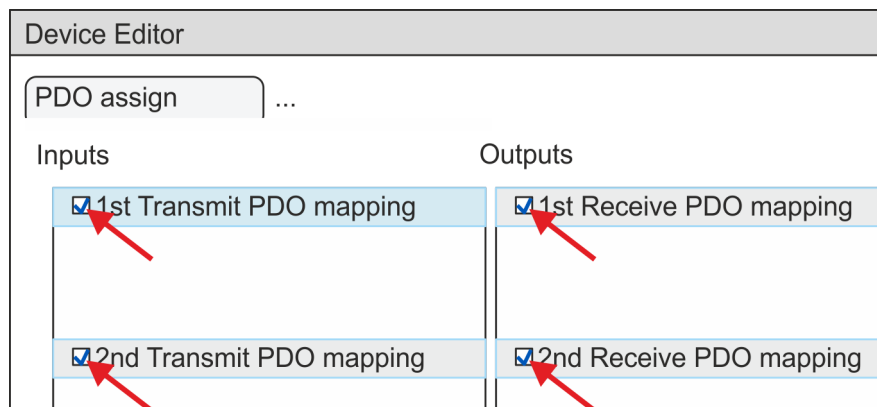 Device Editor
PDO assign ...
Inputs Outputs
1st Transmit PDO mapping 1st Receive PDO mapping
2nd Transmit PDO mapping 2nd Receive PDO mapping